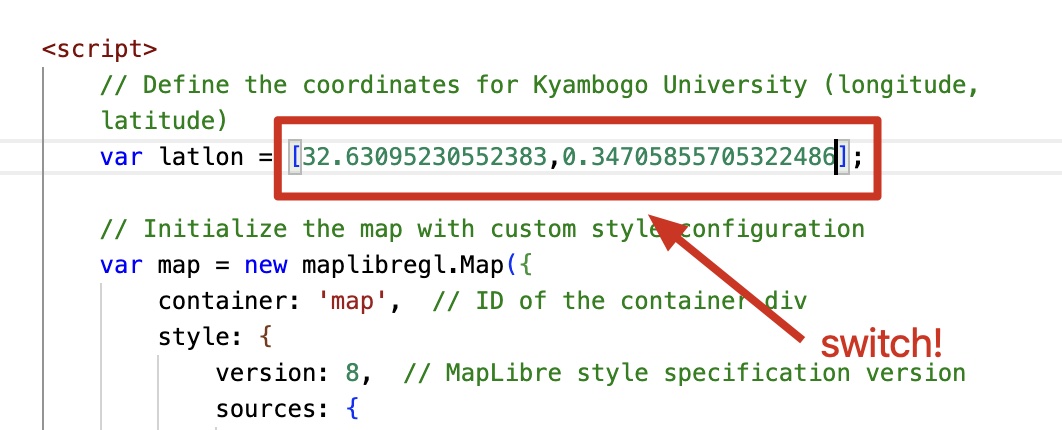 <script>
// Define the coordinates for Kyambogo University (longitude,
latitude)
var latlon = [32.63095230552383,0.34705855705322486];
// Initialize the map with custom style configuration
var map = new maplibregl.Map({
container: 'map',  // ID of the container div
style: {
switch!
version: 8,  // MapLibre style specification version
sources: {